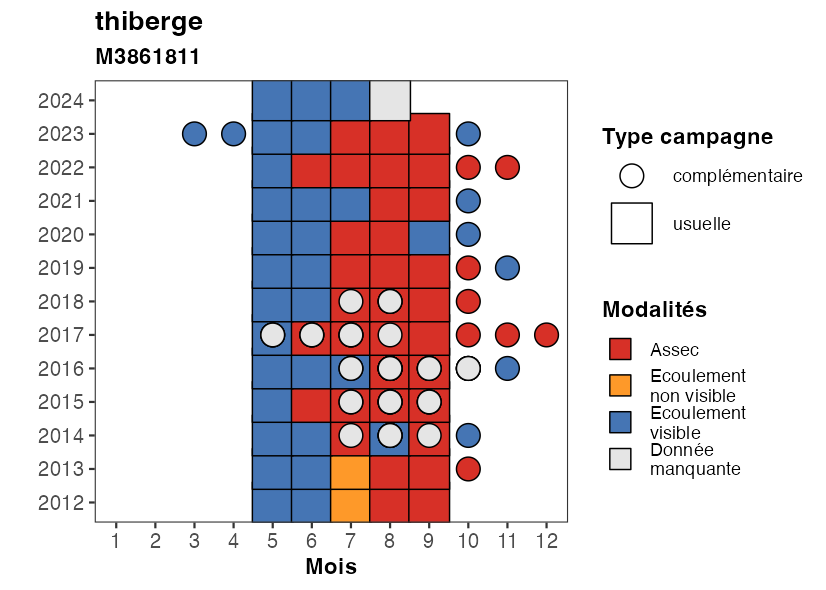 thiberge
M3861811
2024
2023
2022
2021
2020
2019
2018
2017
2016
2015
2014
2013
2012
1 2 3 4 5 6 7 8 9 10 11 12
Mois
Type campagne
complémentaire
usuelle
Modalités
Assec
Ecoulement
non visible
Ecoulement
visible
Donnée
manquante